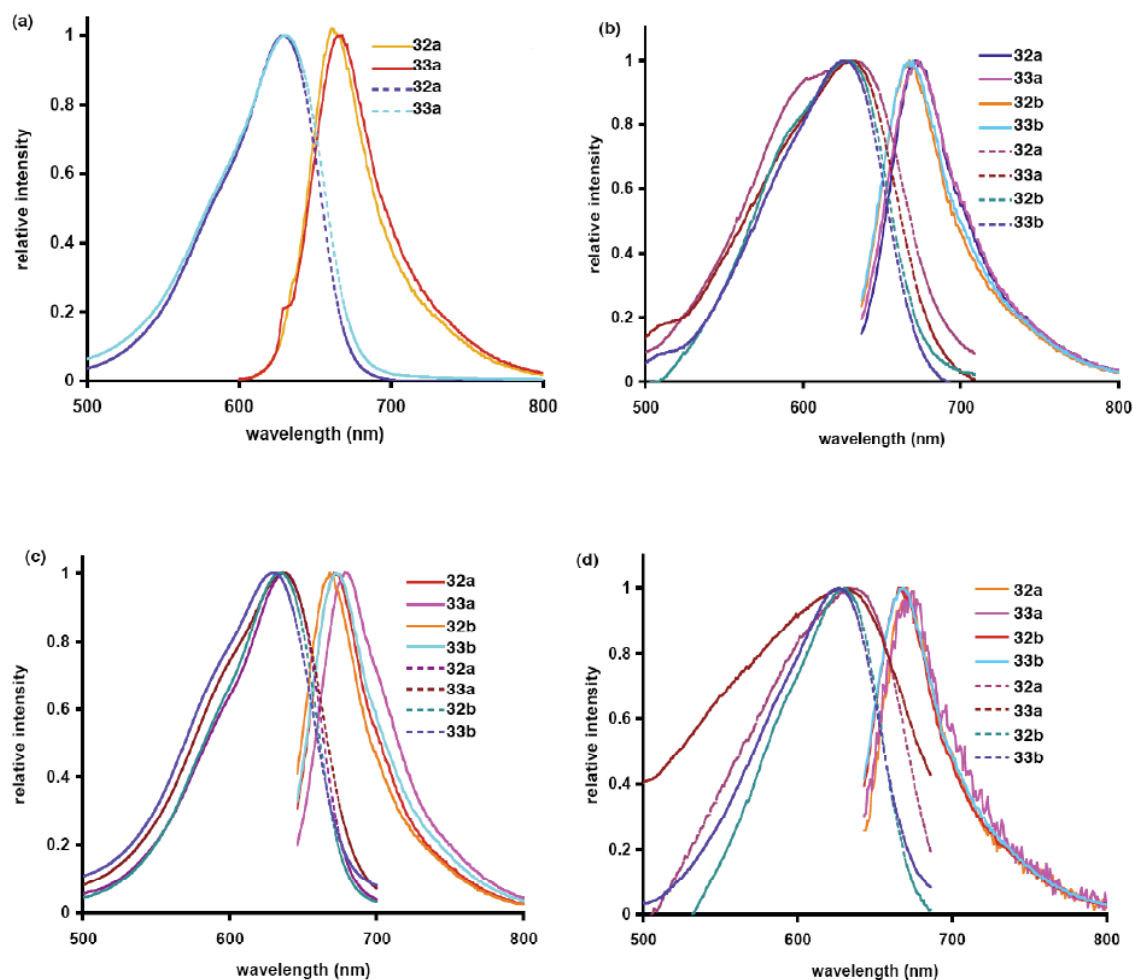 (a)
relative intensity
1
0.8
0.6
0.4
0.2
0
500
600
700
800
wavelength (nm)
32a
33a
32a
33a
(b)
relative intensity
1
0.8
0.6
0.4
0.2
0
500
600
700
800
wavelength (nm)
32a
33a
32b
33b
32a
33a
32b
33b
(c)
relative intensity
1
0.8
0.6
0.4
0.2
0
500
600
700
800
wavelength (nm)
32a
33a
32b
33b
32a
33a
32b
33b
(d)
relative intensity
1
0.8
0.6
0.4
0.2
0
500
600
700
800
wavelength (nm)
32a
33a
32b
33b
32a
33a
32b
33b